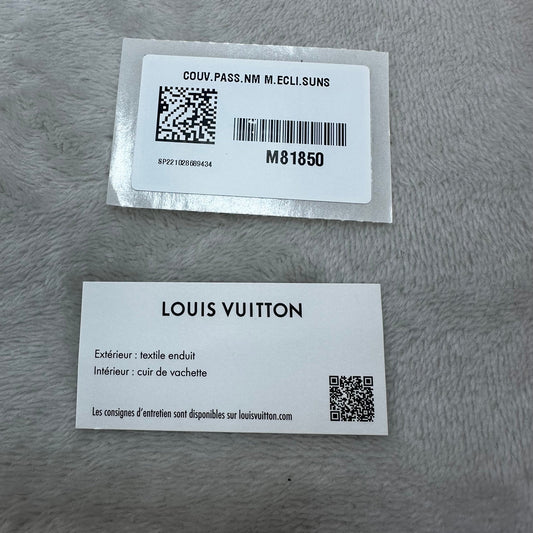 COUV.PASS.NM M.ECLI.SUNS
SP221028669434
M81850
LOUIS VUITTON
Extérieur : textile enduit
Intérieur : cuir de vachette
Les consignes d'entretien sont disponibles sur louisvuitton.com